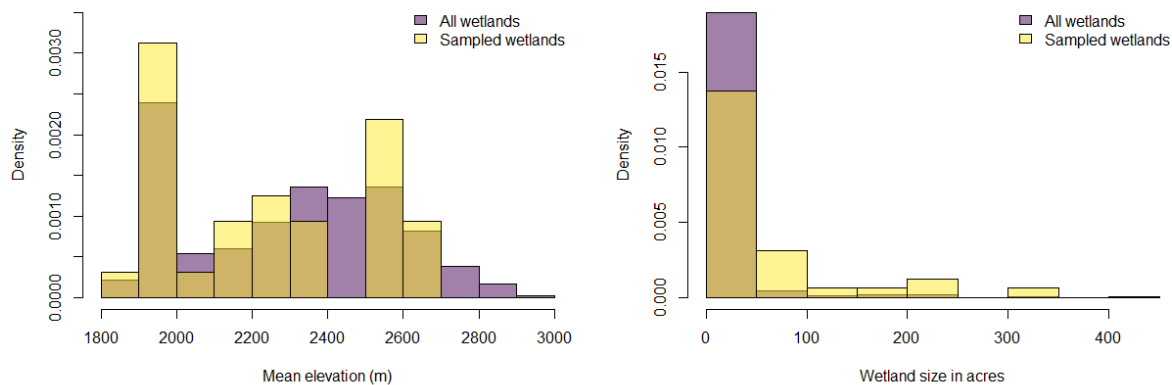 All wetlands
Sampled wetlands
Density
0.0000
0.0010
0.0020
0.0030
1800 2000 2200 2400 2600 2800 3000
Mean elevation (m)
All wetlands
Sampled wetlands
Density
0.000
0.005
0.010
0.015
0 100 200 300 400
Wetland size in acres